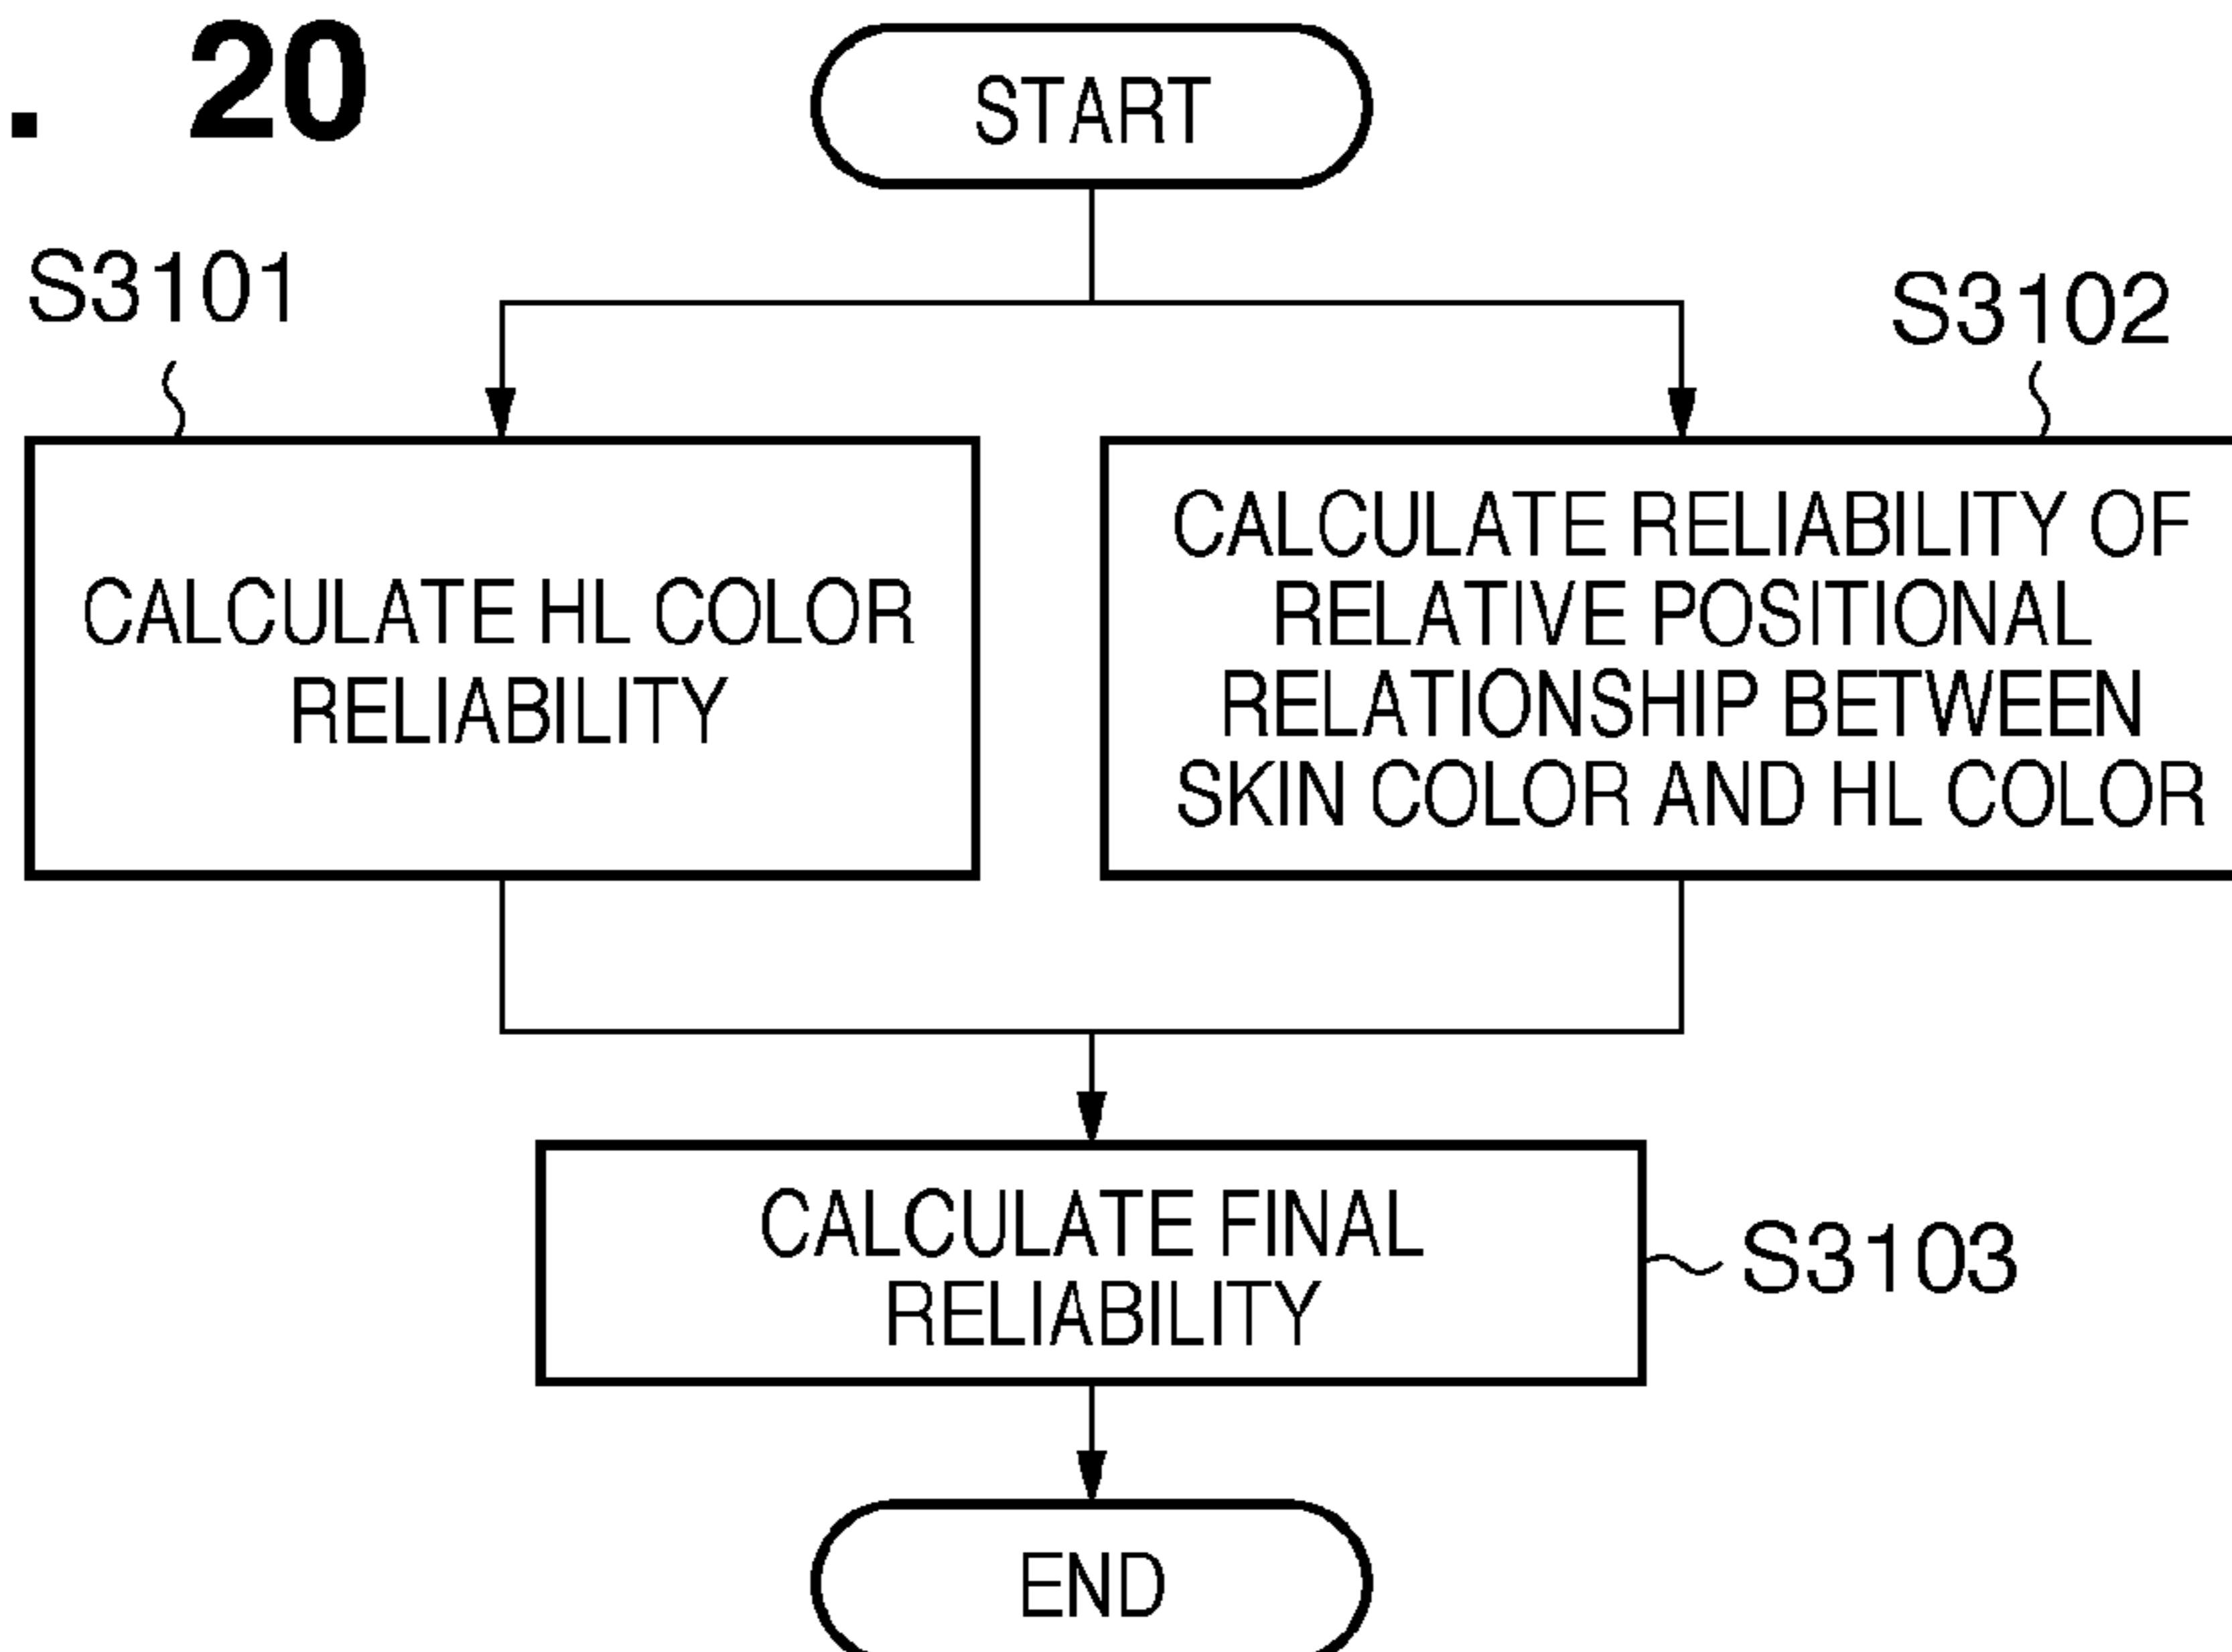 . 20
START
S3101
S3102
CALCULATE HL COLOR
RELIABILITY
CALCULATE RELIABILITY OF
RELATIVE POSITIONAL
RELATIONSHIP BETWEEN
SKIN COLOR AND HL COLOR
CALCULATE FINAL
RELIABILITY
S3103
END